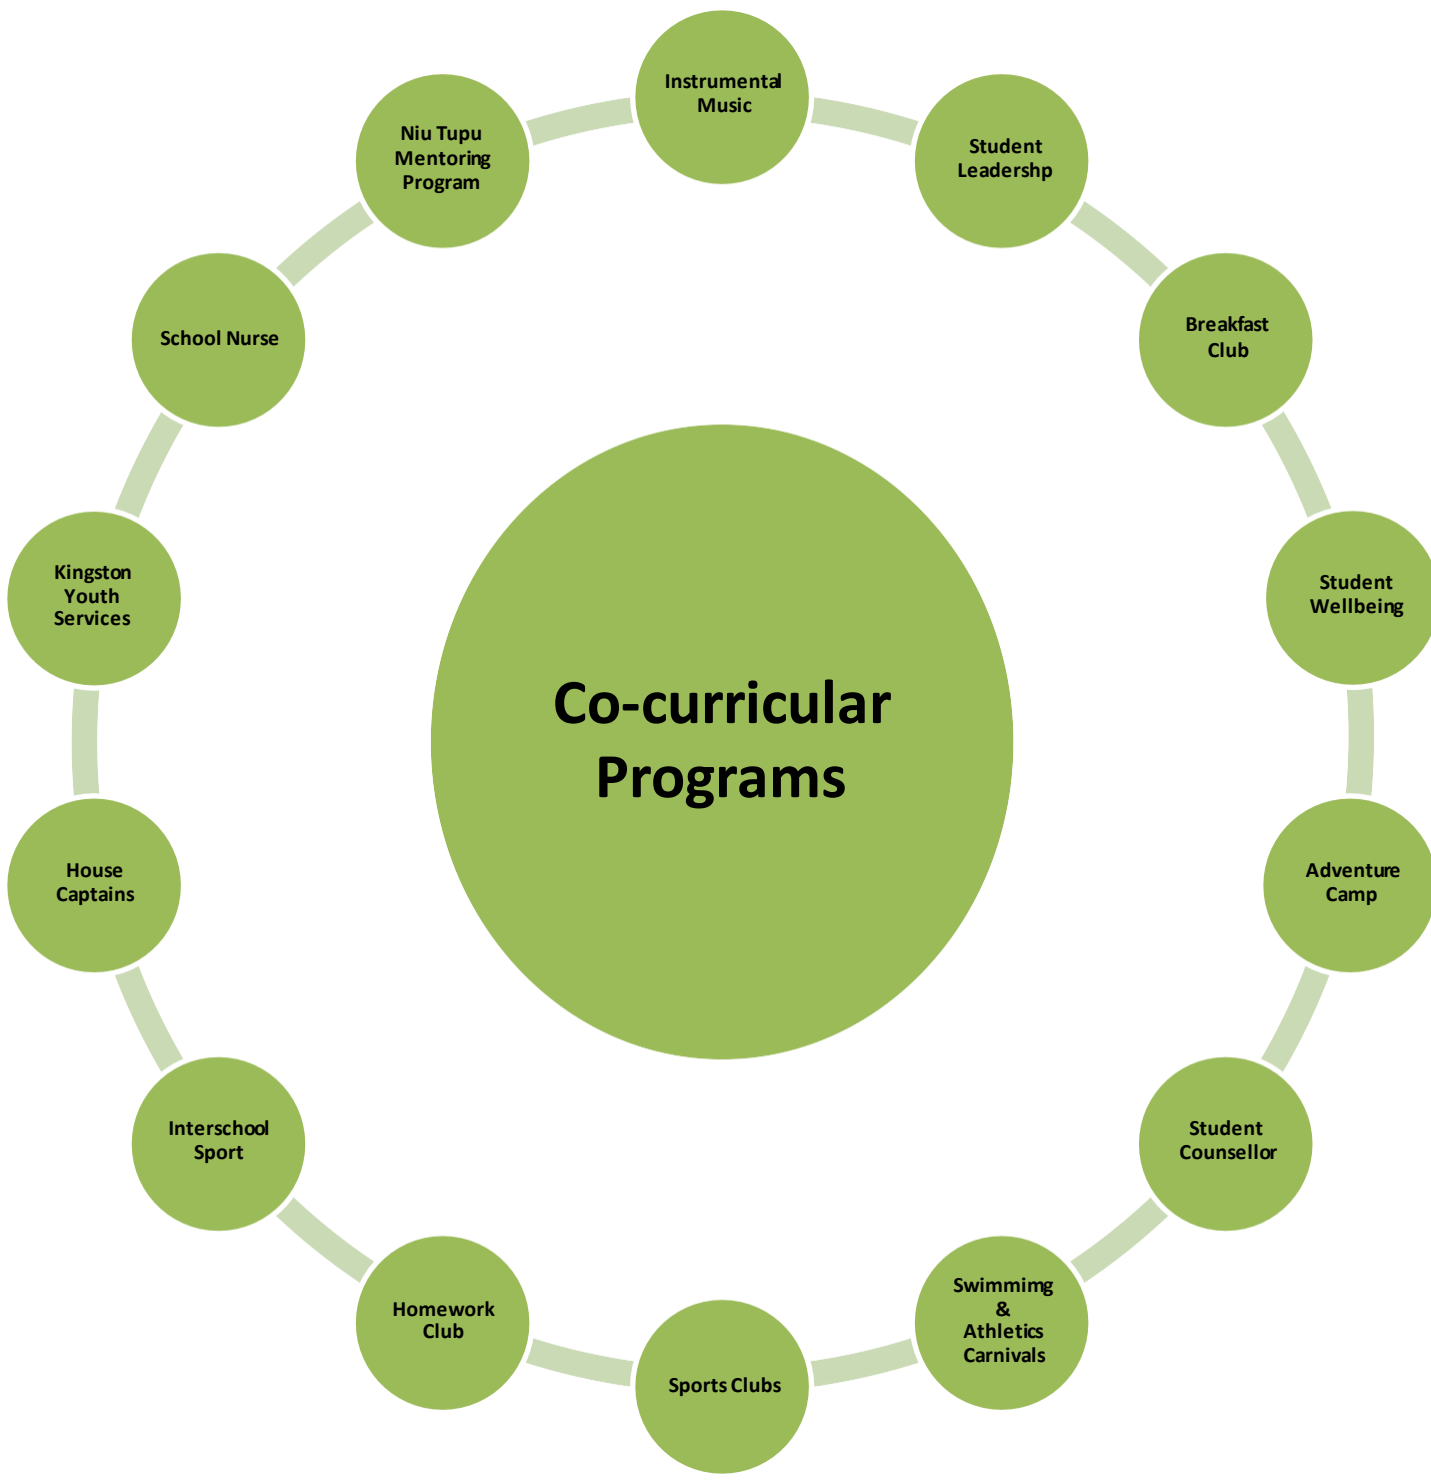 Instrumental
Music
Student
Leadershp
Breakfast
Club
Student
Wellbeing
Adventure
Camp
Student
Counsellor
Swimmimg
&
Athletics
Carnivals
Sports Clubs
Homework
Club
Interschool
Sport
House
Captains
Kingston
Youth
Services
School Nurse
Niu Tupu
Mentoring
Program
Co-curricular
Programs